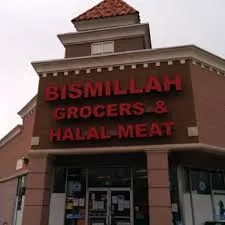 BISMILLAH
GROCERS &
HALAL MEAT